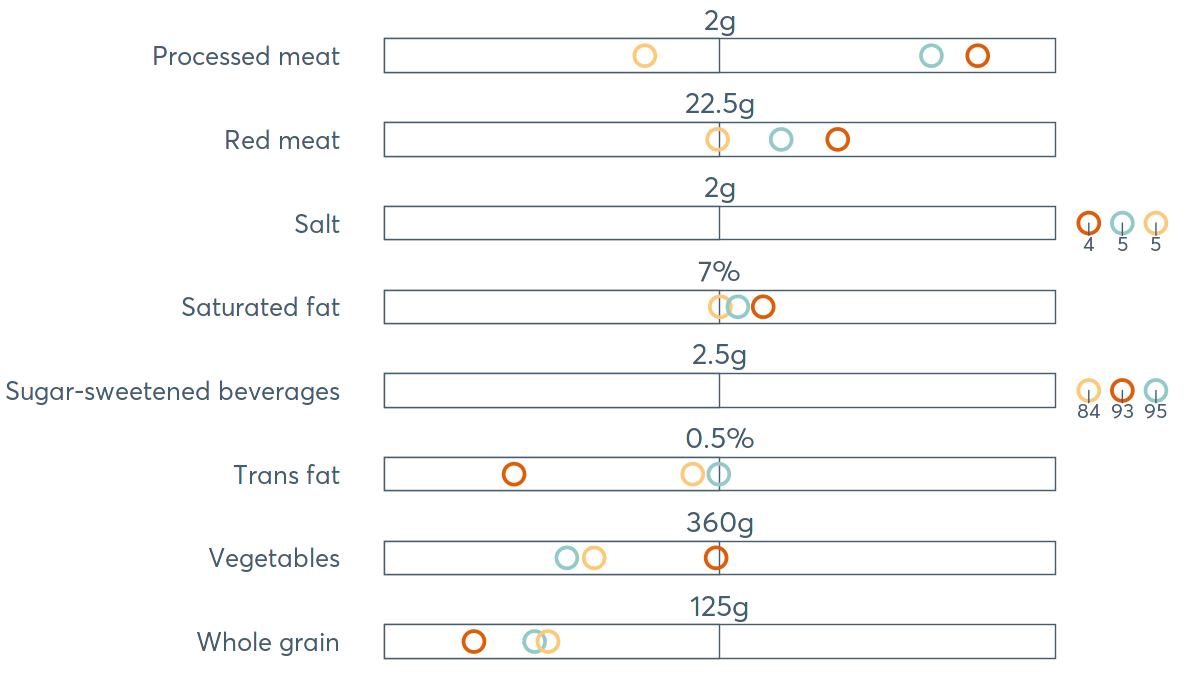 2g
Processed meat
22.5g
Red meat
2g
Salt
4 5 5
7%
Saturated fat
2.5g
Sugar-sweetened beverages
84 93 95
0.5%
Trans fat
360g
Vegetables
125g
Whole grain